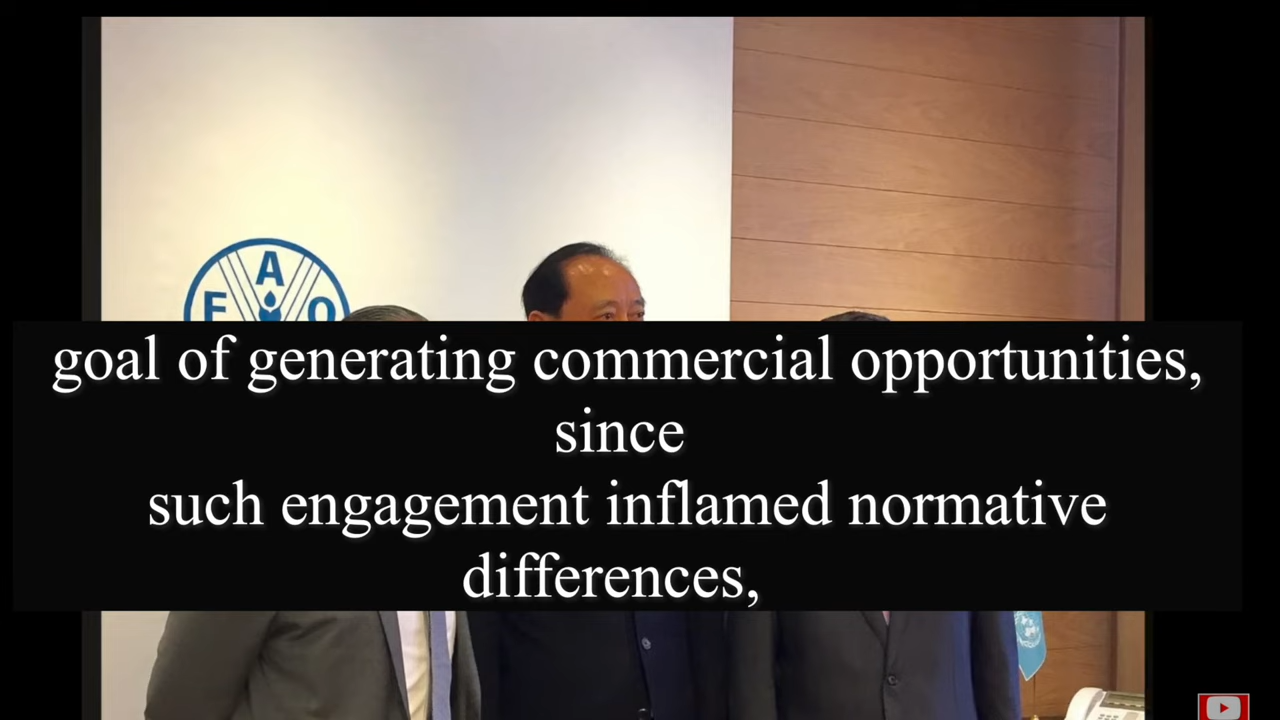 F A O
goal of generating commercial opportunities,
since
such engagement inflamed normative
differences,